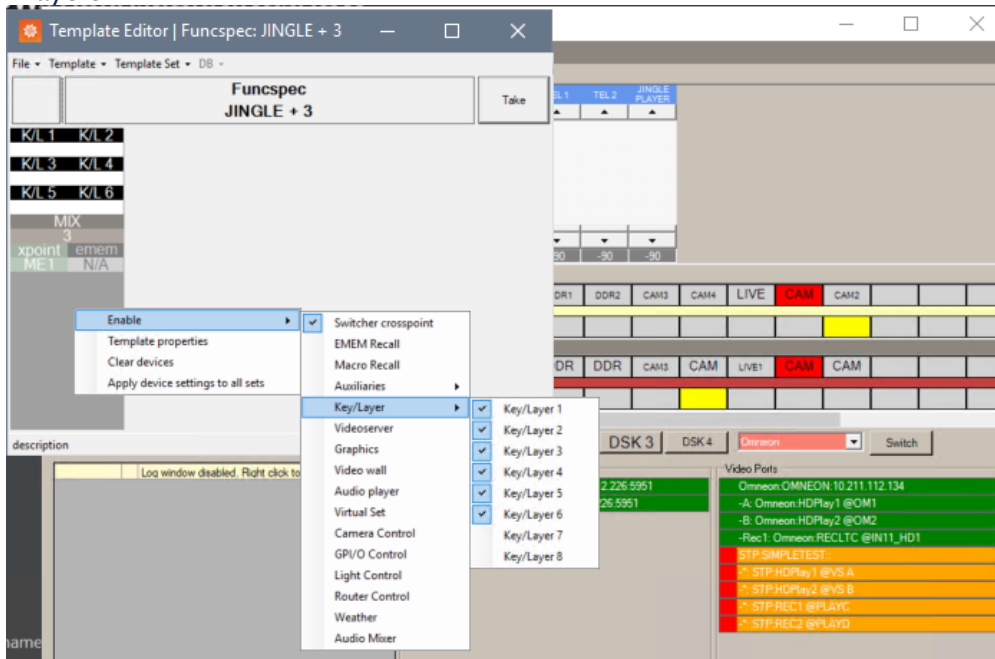 Template Editor | Funcspec: JINGLE + 3
File Template Template Set DB
Funcspec
JINGLE + 3
Take
K/L 1 K/L 2
K/L 3 K/L 4
K/L 5 K/L 6
MIX
3
xpoint emem
ME1 N/A
Enable
Template properties
Clear devices
Apply device settings to all sets
Switcher crosspoint
EMEM Recall
Macro Recall
Auxiliaries
Key/Layer
Videoserver
Graphics
Video wall
Audio player
Virtual Set
Camera Control
GPI/O Control
Light Control
Router Control
Weather
Audio Mixer
Key/Layer 1
Key/Layer 2
Key/Layer 3
Key/Layer 4
Key/Layer 5
Key/Layer 6
Key/Layer 7
Key/Layer 8
description
Log window disabled. Right click to
TEL 2 JINGLE
PLAYER
-90 -90
DDR2 CAM3 CAM4 LIVE CAM CAM2
DDR DDR CAM3 CAM LIVE1 CAM CAM
DSK 3 DSK 4 Omneon Switch
2.226:5951
26:5951
Video Ports
Omneon:OMNEON:10.211.112.134
-A: Omneon:HDPlay1 @OM1
-B: Omneon:HDPlay2 @OM2
-Rec1: Omneon:RECLTC @IN11_HD1
STP:SIMPLETEST::
-*: STP:HDPlay1 @VS A
-*: STP:HDPlay2 @VS B
-*: STP:REC1 @PLAYC
-*: STP:REC2 @PLAYD